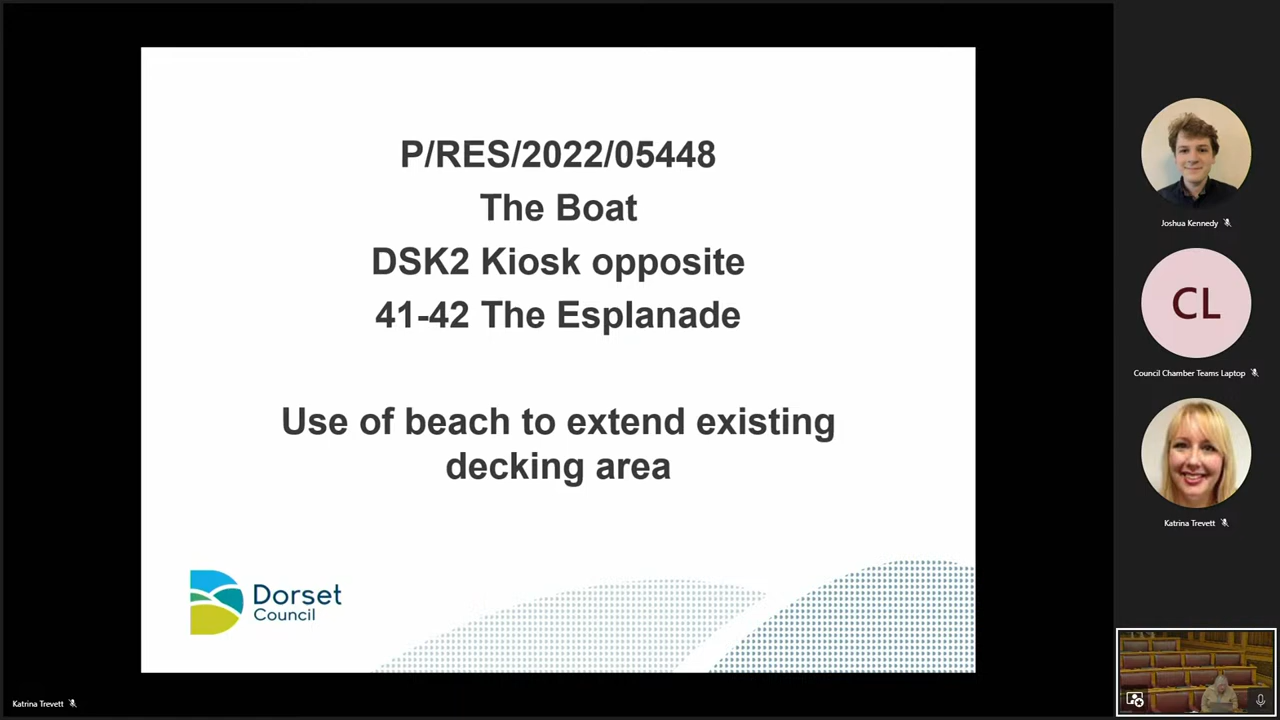 P/RES/2022/05448
The Boat
DSK2 Kiosk opposite
41-42 The Esplanade
Use of beach to extend existing
decking area
Dorset
Council
Joshua Kennedy
CL
Council Chamber Teams Laptop
Katrina Trevett
Katrina Trevett